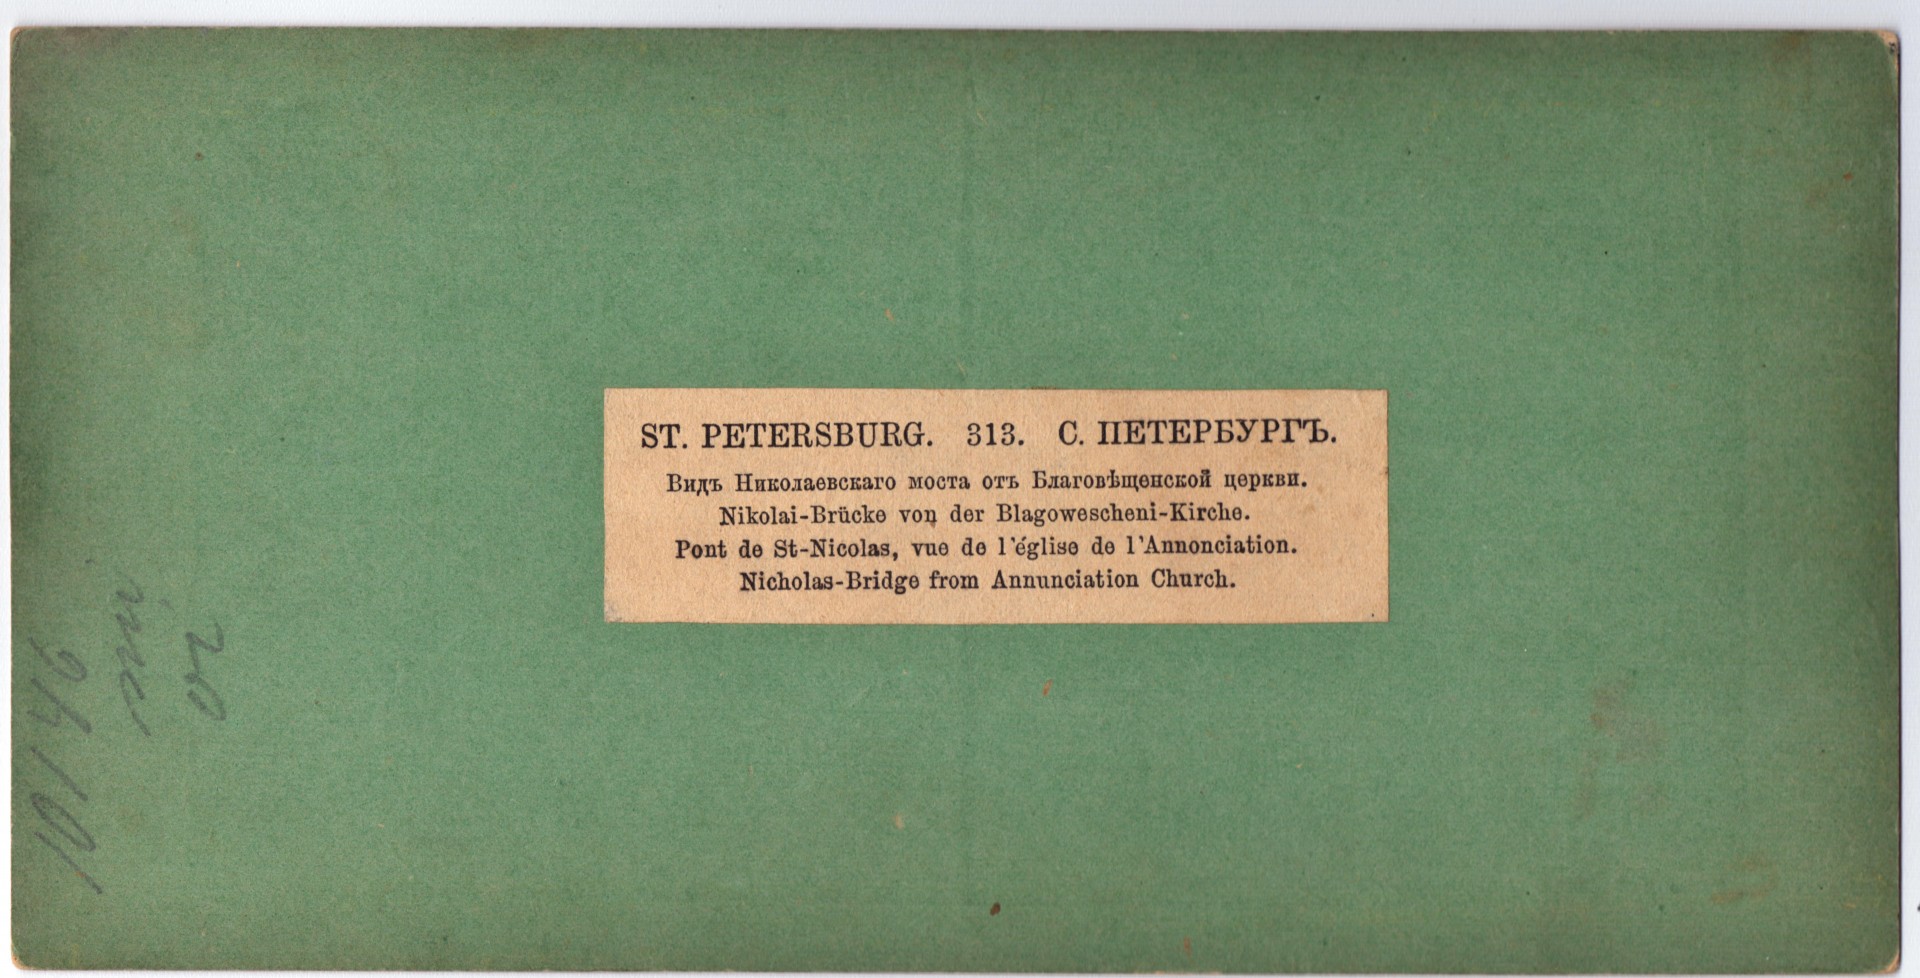 ST. PETERSBURG. 313. С. ПЕТЕРБУРГЪ.
Видъ Николаевскаго моста отъ Благовѣщенской церкви.
Nikolai-Brücke von der Blagowescheni-Kirche.
Pont de St-Nicolas, vue de l'église de l'Annonciation.
Nicholas-Bridge from Annunciation Church.
10146